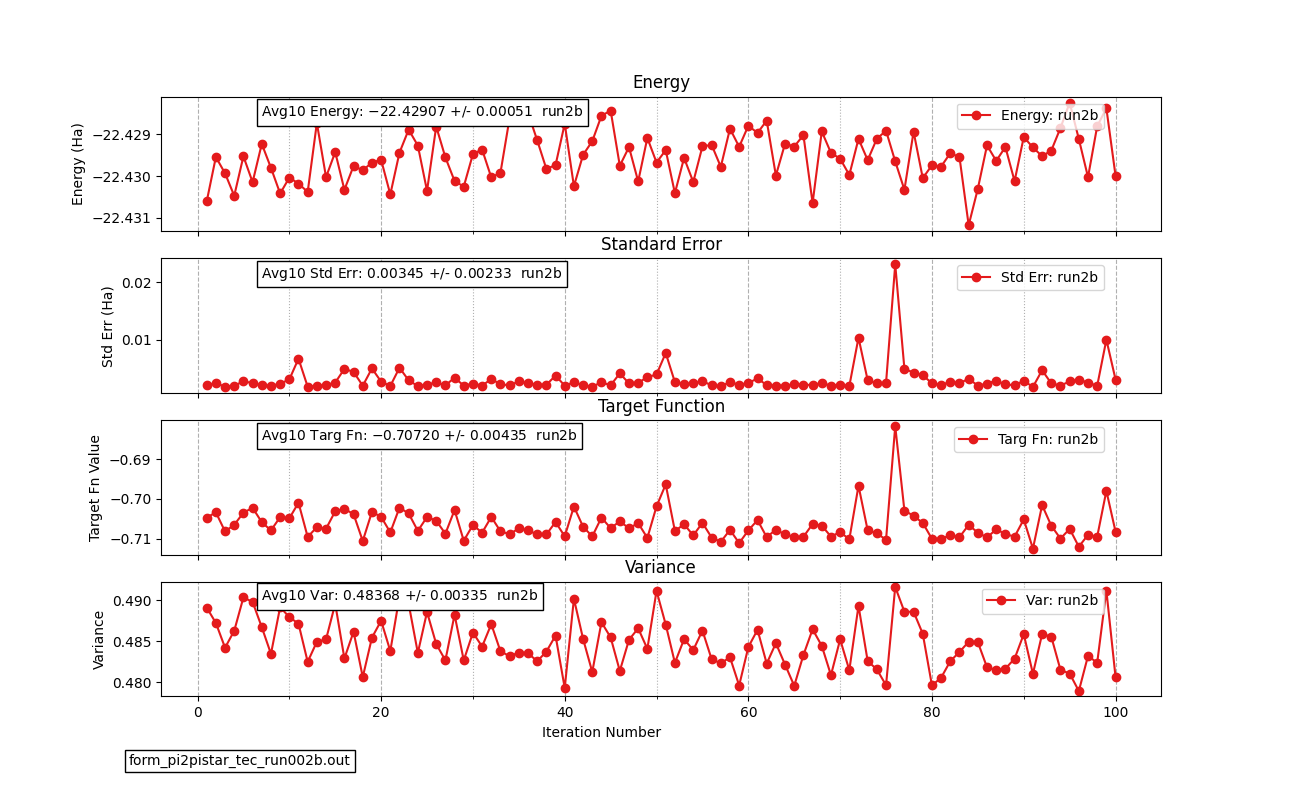 Energy
Avg10 Energy: −22.42907 +/- 0.00051 run2b
Energy: run2b
Energy (Ha)
−22.429
−22.430
−22.431
Standard Error
Avg10 Std Err: 0.00345 +/- 0.00233 run2b
Std Err: run2b
Std Err (Ha)
0.02
0.01
Target Function
Avg10 Targ Fn: −0.70720 +/- 0.00435 run2b
Targ Fn: run2b
Target Fn Value
−0.69
−0.70
−0.71
Variance
Avg10 Var: 0.48368 +/- 0.00335 run2b
Var: run2b
Variance
0.490
0.485
0.480
0 20 40 60 80 100
Iteration Number
form_pi2pistar_tec_run002b.out